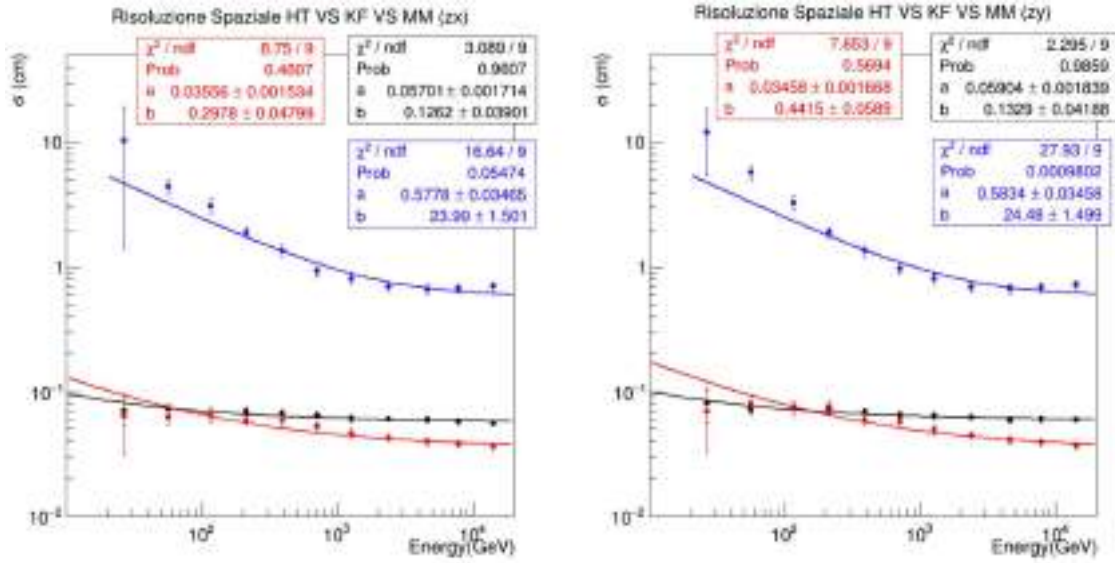 Risoluzione Spaziale HT VS KF VS MM (zx)
χ² / ndf 8.75 / 9
Prob 0.4607
a 0.03556 ± 0.001534
b 0.2978 ± 0.04799
χ² / ndf 3.089 / 9
Prob 0.9607
a 0.05701 ± 0.001714
b 0.1262 ± 0.03901
χ² / ndf 16.64 / 9
Prob 0.05474
a 0.5778 ± 0.03465
b 23.90 ± 1.501
σ (cm)
10
1
10⁻¹
10⁻²
10²
10³
10⁴
Energy(GeV)
Risoluzione Spaziale HT VS KF VS MM (zy)
χ² / ndf 7.653 / 9
Prob 0.5694
a 0.03458 ± 0.001668
b 0.4415 ± 0.0589
χ² / ndf 2.295 / 9
Prob 0.9859
a 0.05904 ± 0.001839
b 0.1329 ± 0.04188
χ² / ndf 27.93 / 9
Prob 0.0009802
a 0.5834 ± 0.03458
b 24.48 ± 1.499
σ (cm)
10
1
10⁻¹
10⁻²
10²
10³
10⁴
Energy(GeV)